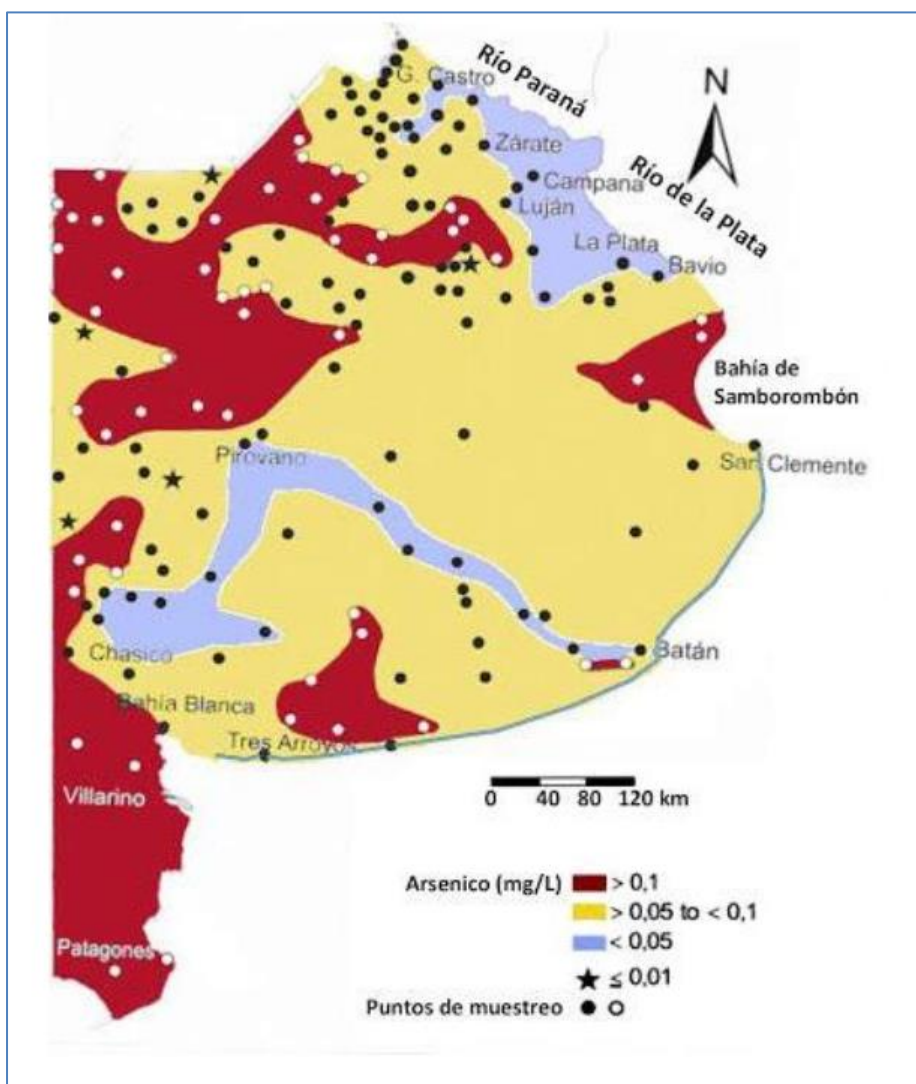 Río Paraná
N
G. Castro
Zárate
Río de la Plata
Campana
Luján
La Plata
Bavio
Bahía de
Samborombón
Pirovano
San Clemente
Chasico
Batán
Bahía Blanca
Tres Arroyos
Villarino
0 40 80 120 km
Arsenico (mg/L) > 0,1
> 0,05 to < 0,1
< 0,05
Patagones
≤ 0,01
Puntos de muestreo